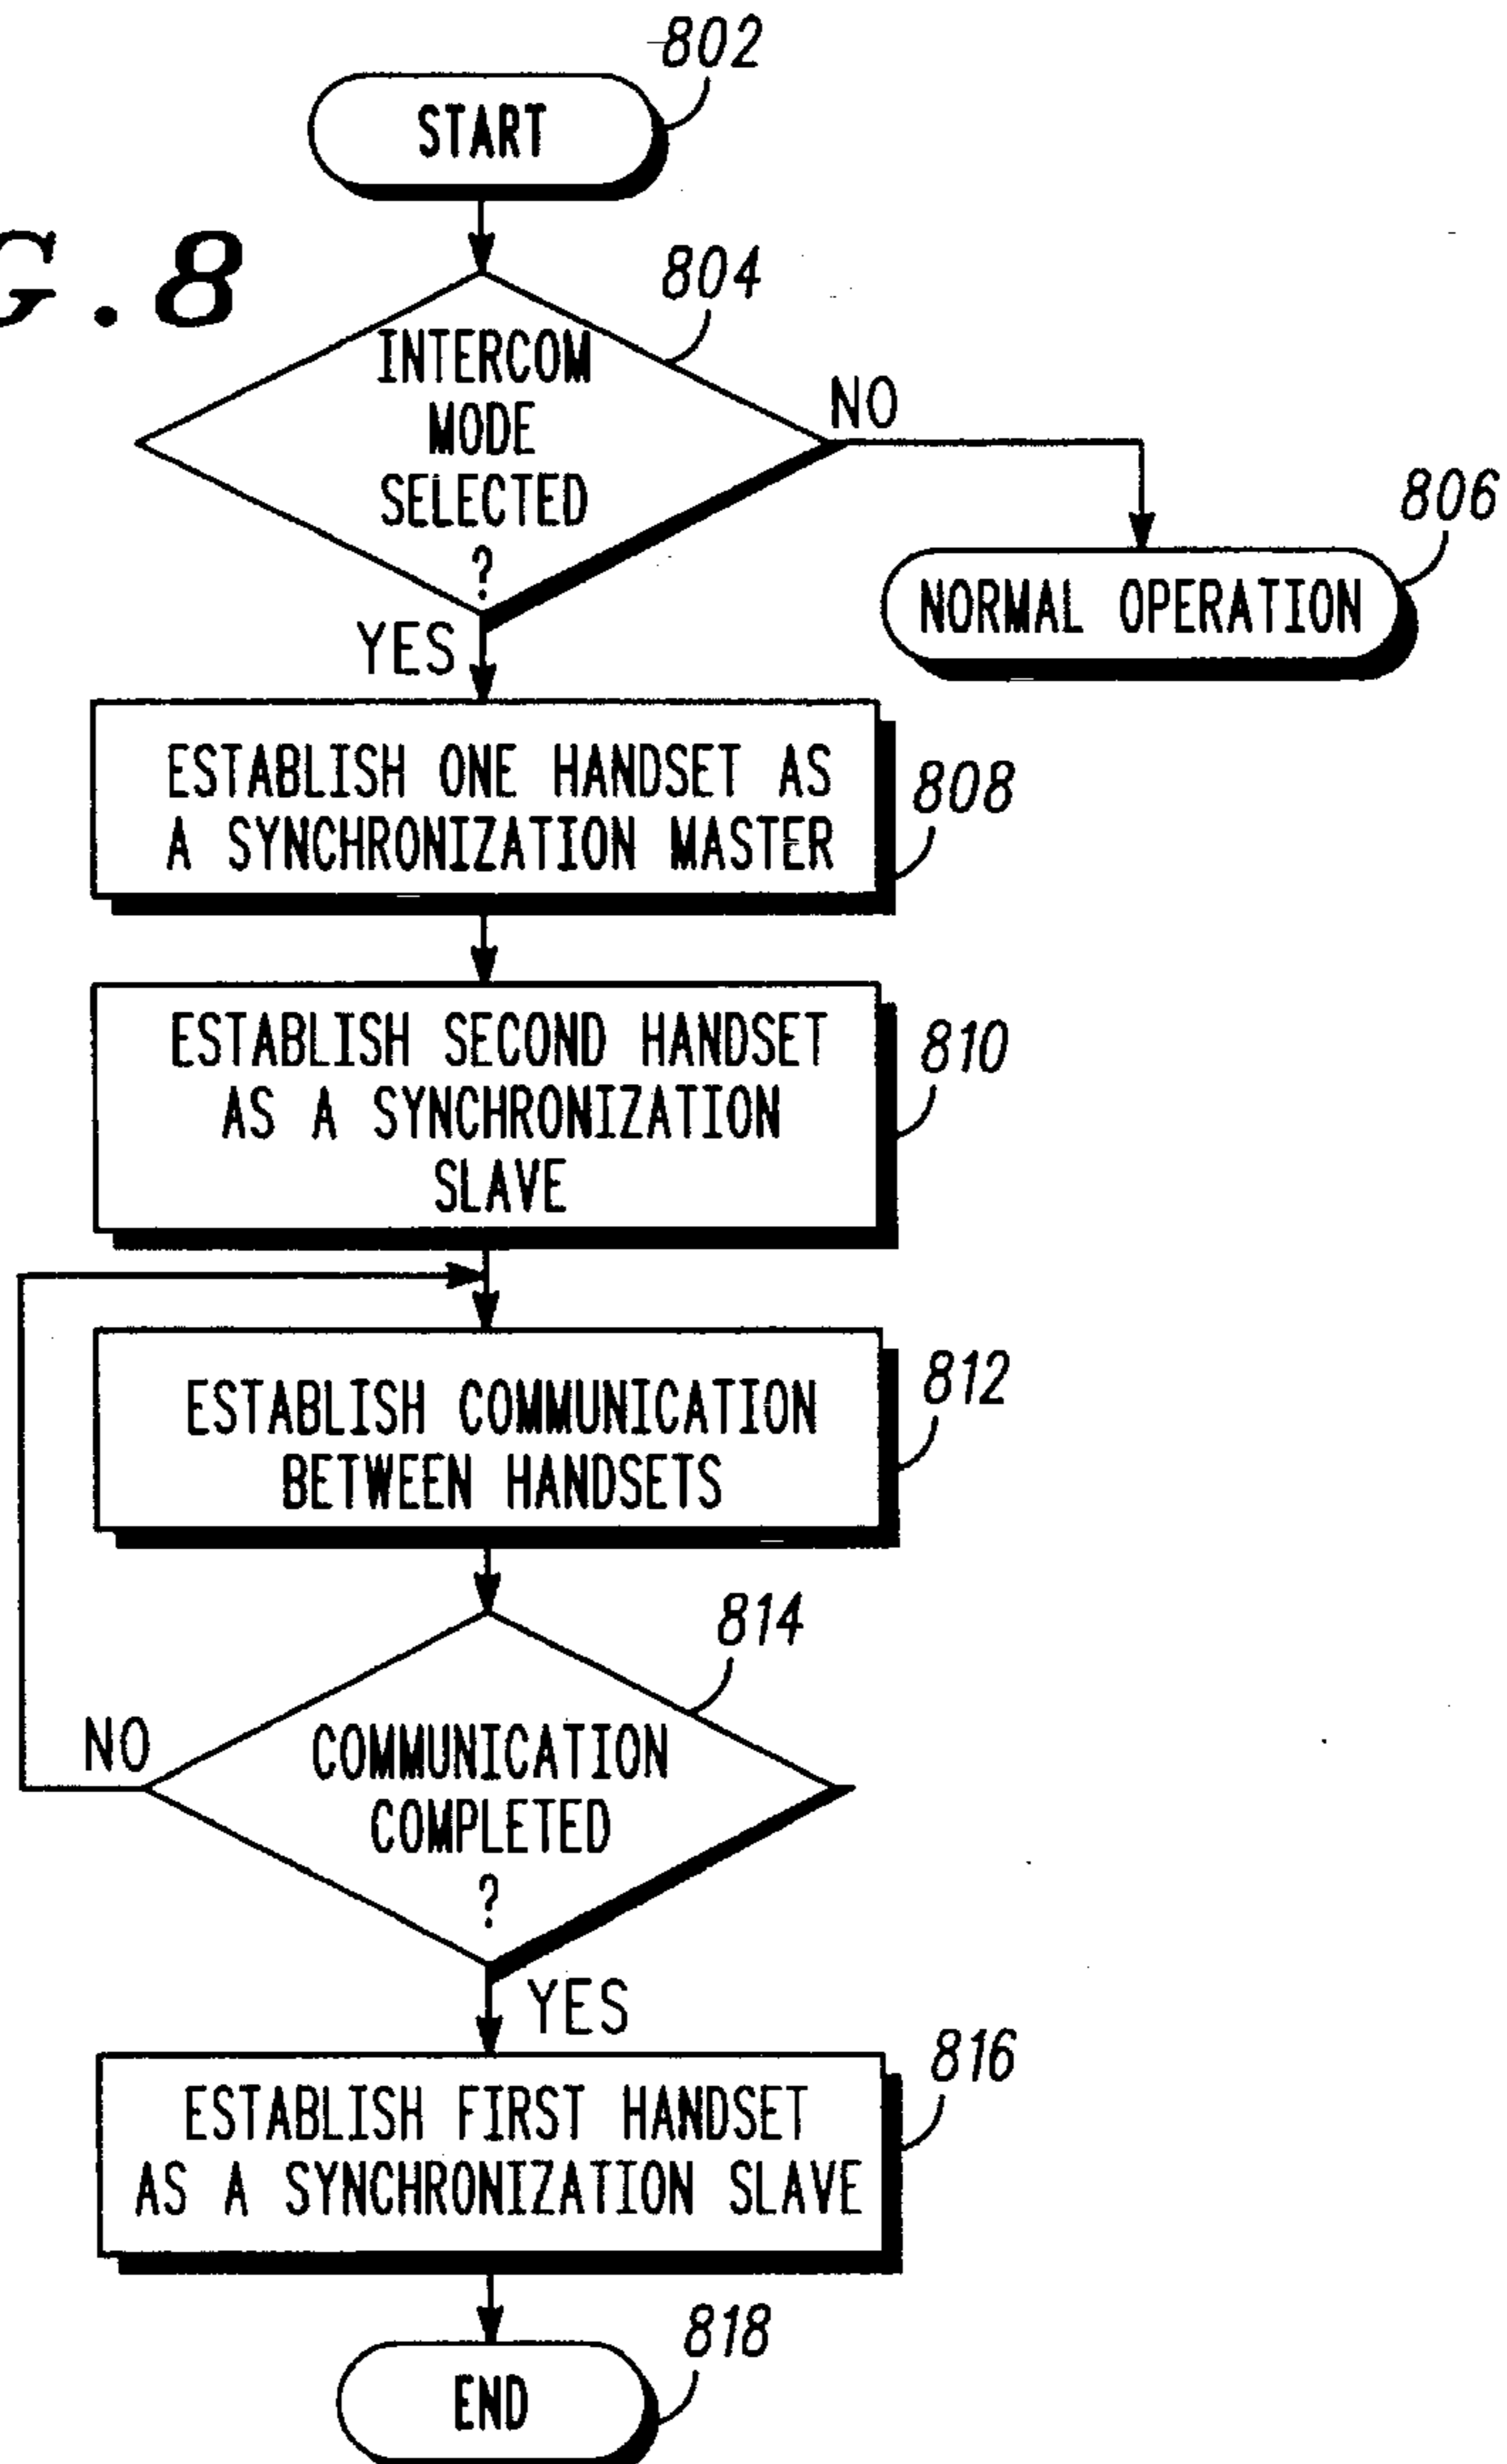 802
START
G.8
804
INTERCOM
MODE
SELECTED
?
NO
806
NORMAL OPERATION
YES
ESTABLISH ONE HANDSET AS
A SYNCHRONIZATION MASTER
808
ESTABLISH SECOND HANDSET
AS A SYNCHRONIZATION
SLAVE
810
ESTABLISH COMMUNICATION
BETWEEN HANDSETS
812
814
NO
COMMUNICATION
COMPLETED
?
YES
816
ESTABLISH FIRST HANDSET
AS A SYNCHRONIZATION SLAVE
818
END